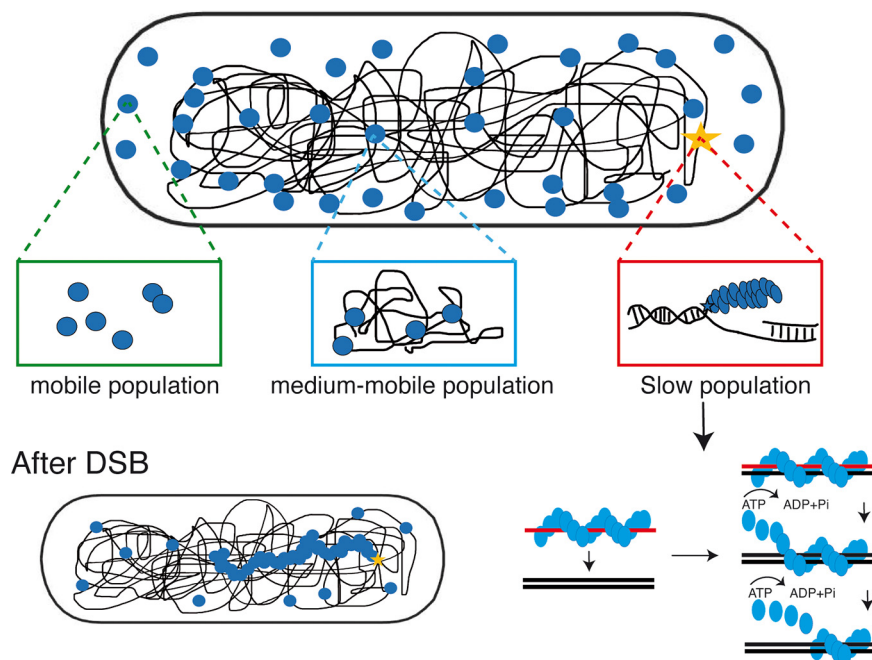 mobile population
medium-mobile population
Slow population
After DSB
ATP
ADP+Pi
ATP
ADP+Pi